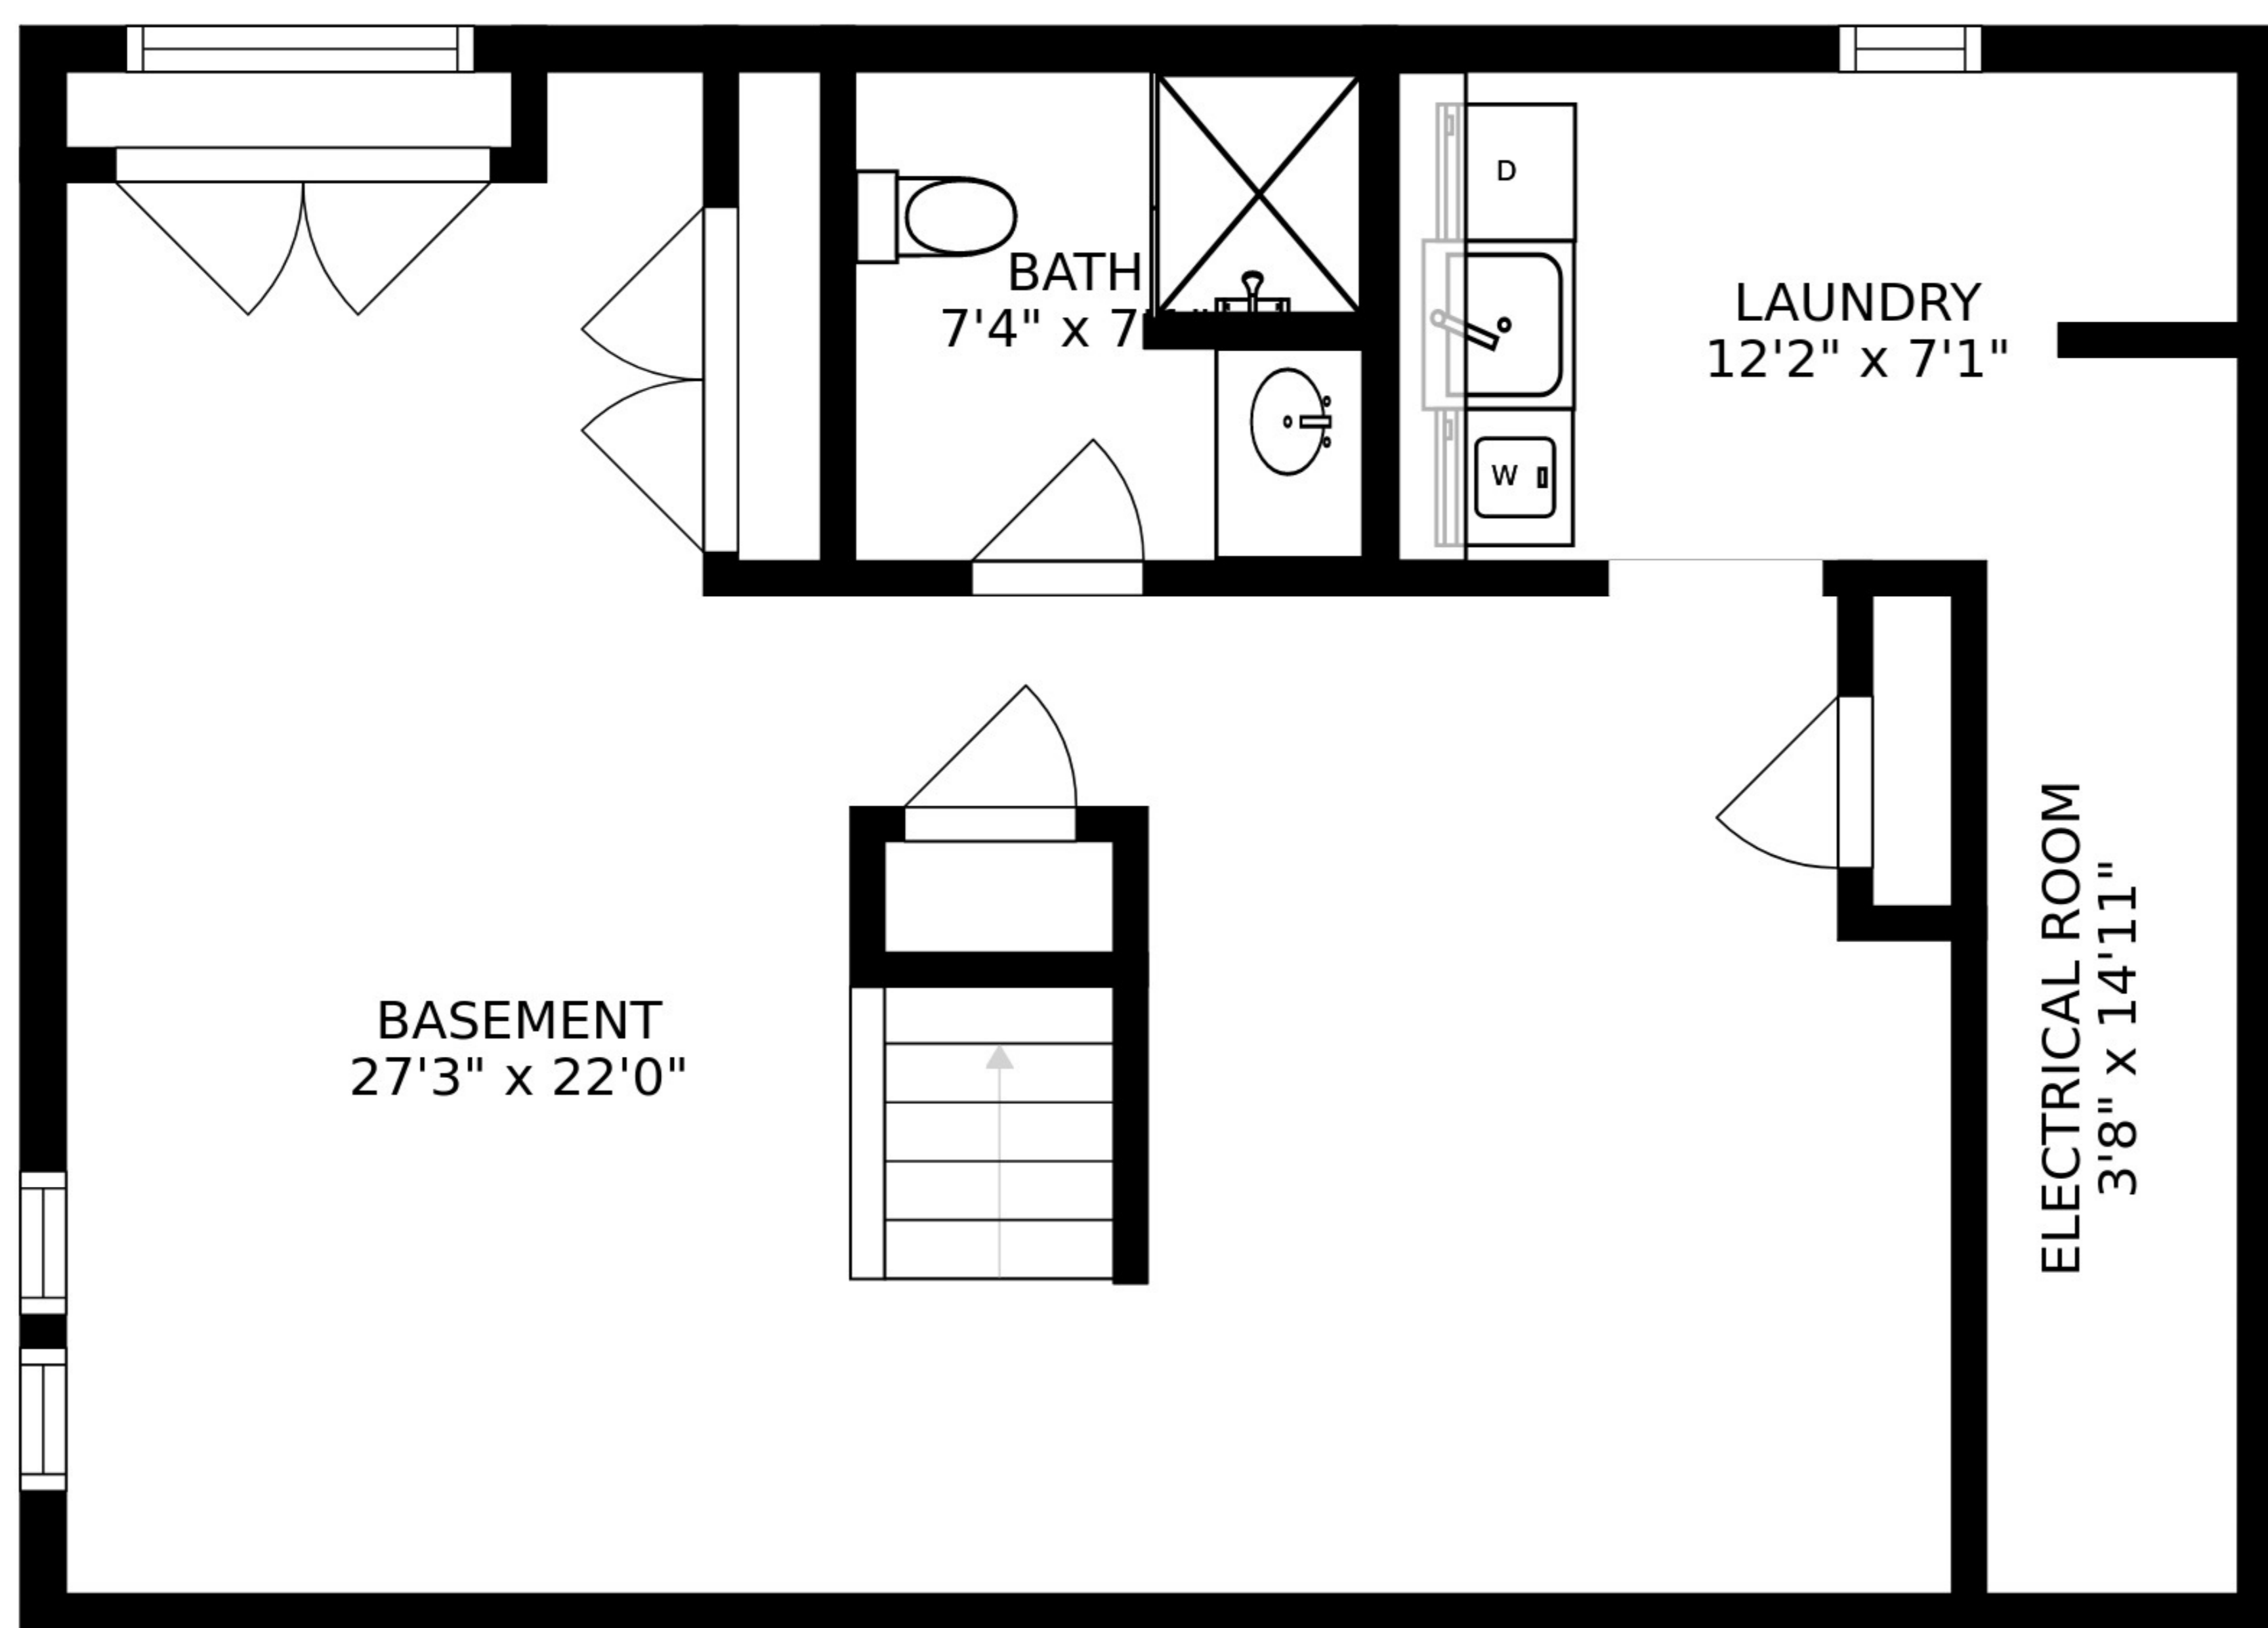 BATH
7'4" x 7'
D
LAUNDRY
12'2" x 7'1"
W
BASEMENT
27'3" x 22'0"
ELECTRICAL ROOM
3'8" x 14'11"